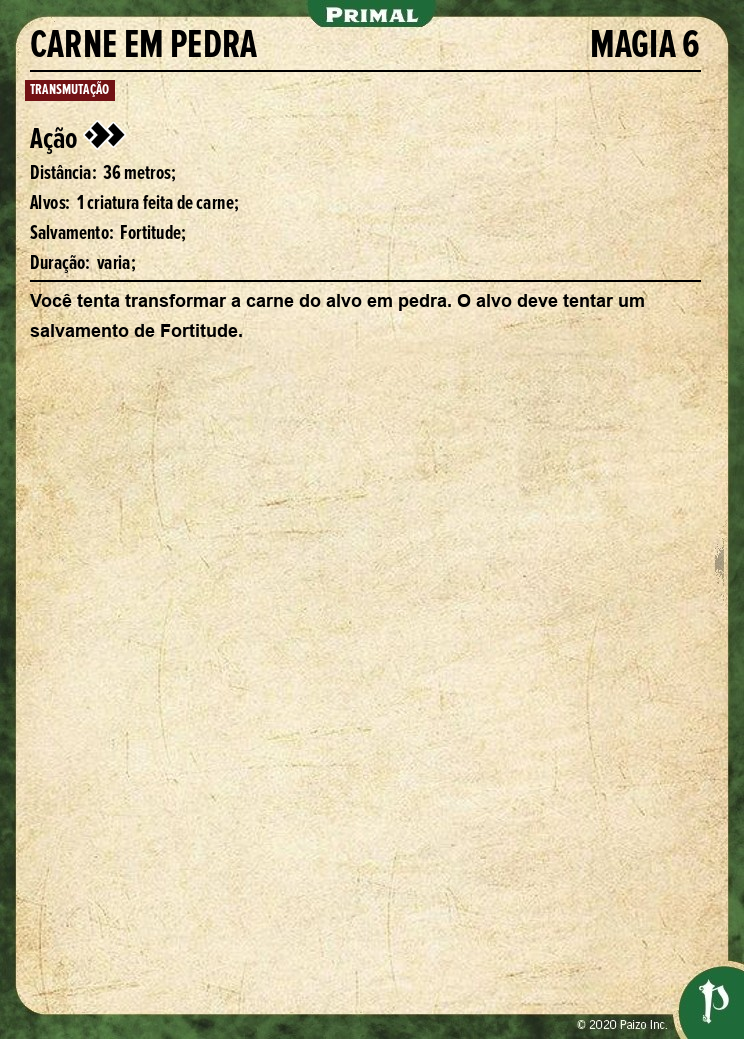 PRIMAL
CARNE EM PEDRA MAGIA 6
TRANSMUTAÇÃO
Ação
Distância: 36 metros;
Alvos: 1 criatura feita de carne;
Salvamento: Fortitude;
Duração: varia;
Você tenta transformar a carne do alvo em pedra. O alvo deve tentar um
salvamento de Fortitude.
© 2020 Paizo Inc.